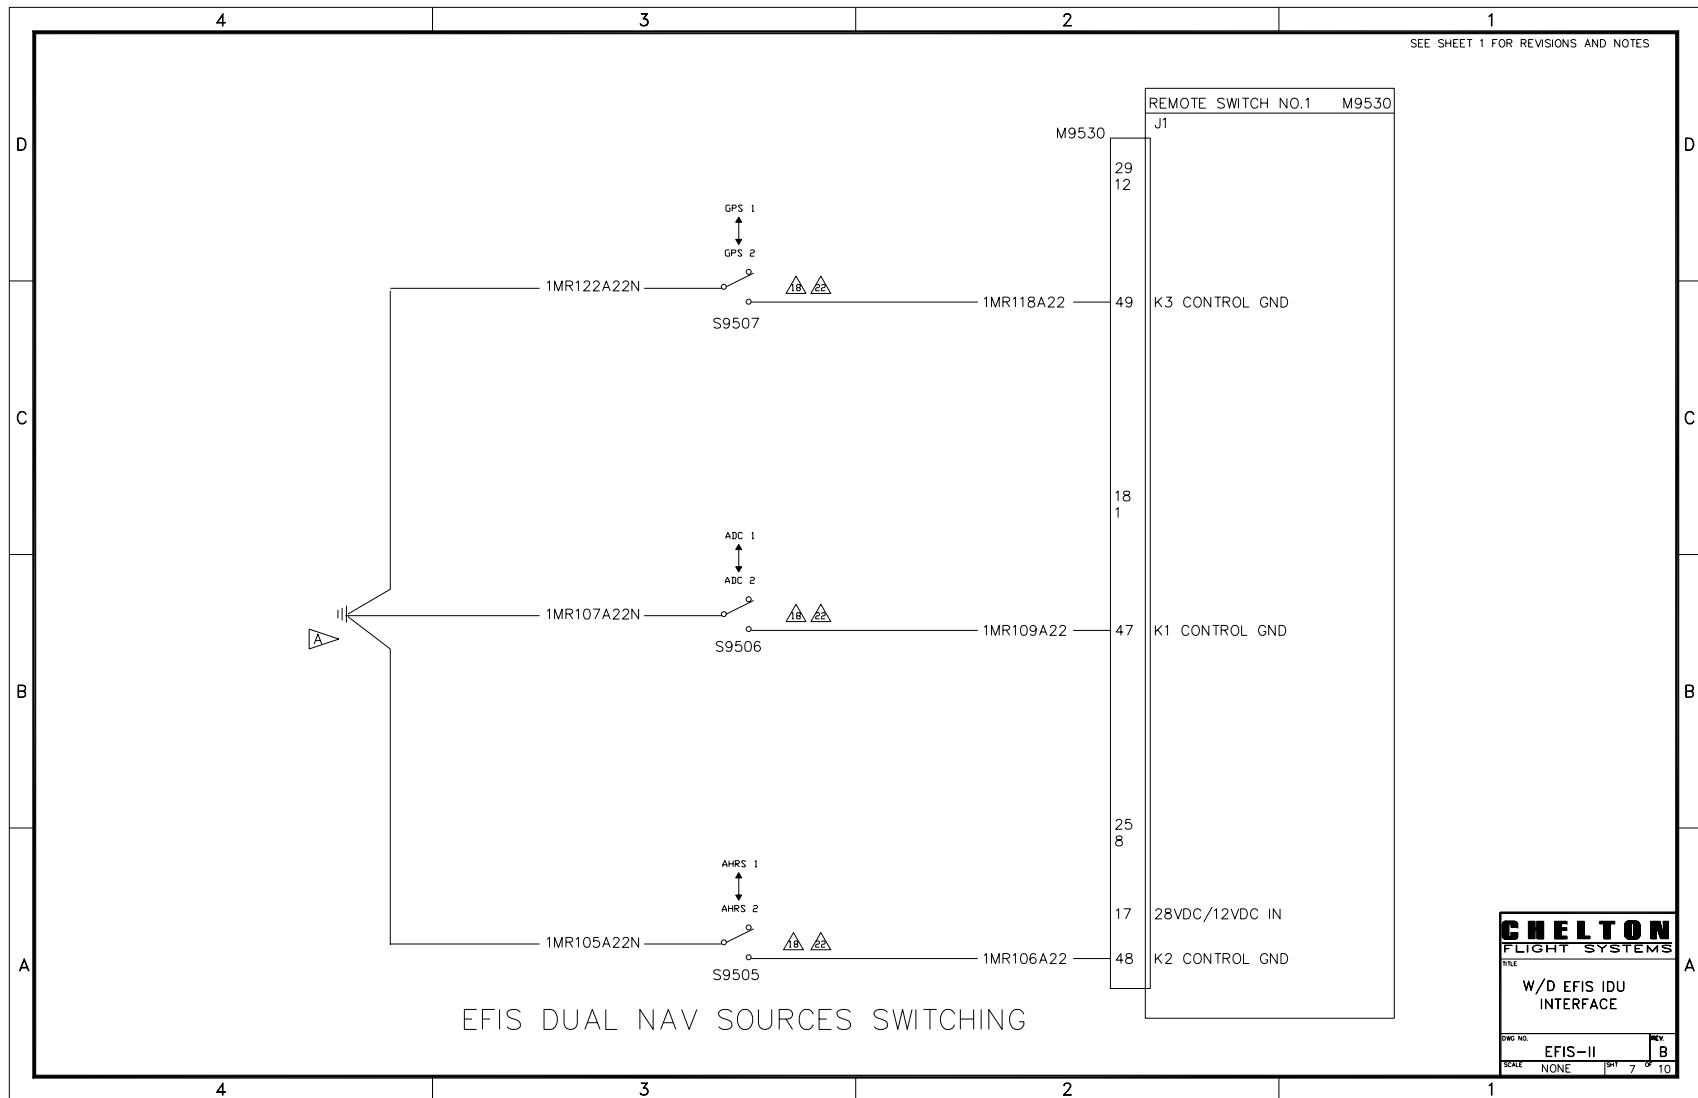 4 3 2 1
SEE SHEET 1 FOR REVISIONS AND NOTES
REMOTE SWITCH NO.1 M9530
J1
M9530
D D
29
12
GPS 1
GPS 2
1MR122A22N
18 22
1MR118A22
49 K3 CONTROL GND
S9507
C C
18
1
ADC 1
ADC 2
1MR107A22N
18 22
1MR109A22
47 K1 CONTROL GND
A
S9506
B B
25
8
AHRS 1
AHRS 2
17 28VDC/12VDC IN
1MR105A22N
18 22
1MR106A22
48 K2 CONTROL GND
S9505
A A
EFIS DUAL NAV SOURCES SWITCHING
CHELTON
FLIGHT SYSTEMS
TITLE
W/D EFIS IDU
INTERFACE
DWG NO. REV.
EFIS-II B
SCALE NONE SHT 7 OF 10
4 3 2 1